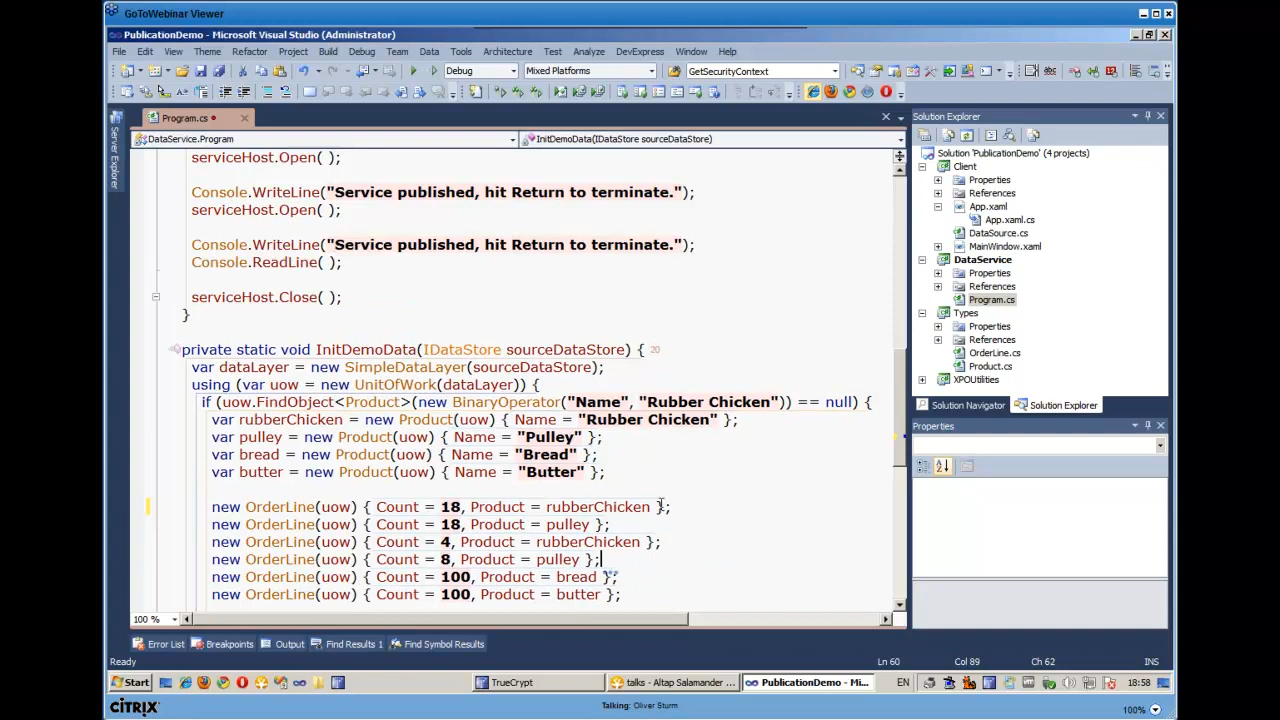 GoToWebinar Viewer
PublicationDemo - Microsoft Visual Studio (Administrator)
File Edit View Theme Refactor Project Build Debug Team Data Tools Architecture Test Analyze DevExpress Window Help
Debug Mixed Platforms GetSecurityContext
Program.cs
DataService.Program InitDemoData(IDataStore sourceDataStore)
Server Explorer
serviceHost.Open( );
Console.WriteLine("Service published, hit Return to terminate.");
serviceHost.Open( );
Console.WriteLine("Service published, hit Return to terminate.");
Console.ReadLine( );
serviceHost.Close( );
}
private static void InitDemoData(IDataStore sourceDataStore) { 20
var dataLayer = new SimpleDataLayer(sourceDataStore);
using (var uow = new UnitOfWork(dataLayer)) {
if (uow.FindObject<Product>(new BinaryOperator("Name", "Rubber Chicken")) == null) {
var rubberChicken = new Product(uow) { Name = "Rubber Chicken" };
var pulley = new Product(uow) { Name = "Pulley" };
var bread = new Product(uow) { Name = "Bread" };
var butter = new Product(uow) { Name = "Butter" };
new OrderLine(uow) { Count = 18, Product = rubberChicken };
new OrderLine(uow) { Count = 18, Product = pulley };
new OrderLine(uow) { Count = 4, Product = rubberChicken };
new OrderLine(uow) { Count = 8, Product = pulley };
new OrderLine(uow) { Count = 100, Product = bread };
new OrderLine(uow) { Count = 100, Product = butter };
100 %
Solution Explorer
Solution 'PublicationDemo' (4 projects)
Client
Properties
References
App.xaml
App.xaml.cs
DataSource.cs
MainWindow.xaml
DataService
Properties
References
Program.cs
Types
Properties
References
OrderLine.cs
Product.cs
XPOUtilities
Solution Navigator Solution Explorer
Properties
Error List Breakpoints Output Find Results 1 Find Symbol Results
Ready Ln 60 Col 89 Ch 62 INS
Start TrueCrypt talks - Altap Salamander ... PublicationDemo - Mi... EN 18:58
CITRIX Talking: Oliver Sturm 100%